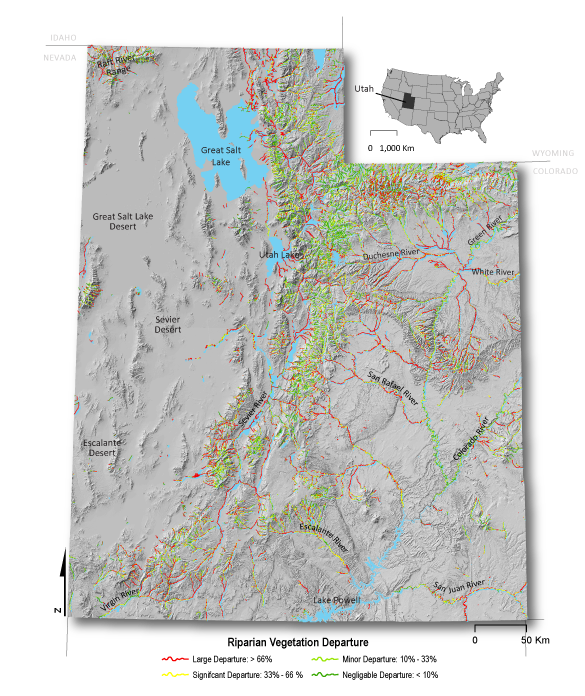 IDAHO
NEVADA
Raft River
Range
Utah
0 1,000 Km
WYOMING
COLORADO
Great Salt
Lake
Great Salt Lake
Desert
Utah Lake
Duchesne River
Green River
White River
Sevier
Desert
San Rafael River
Sevier River
Colorado River
Escalante
Desert
Escalante River
Virgin River
Lake Powell
San Juan River
N
0 50 Km
Riparian Vegetation Departure
Large Departure: > 66%
Minor Departure: 10% - 33%
Signifcant Departure: 33% - 66 %
Negligable Departure: < 10%